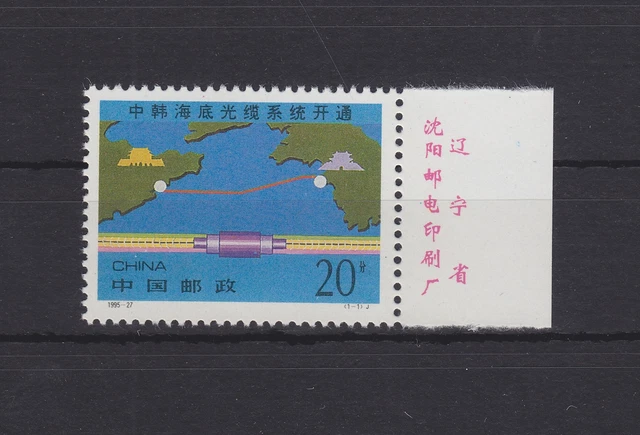 中韩海底光缆系统开通
CHINA
中国邮政
20分
1995-27
(1-1)J
辽宁省
沈阳邮电印刷厂